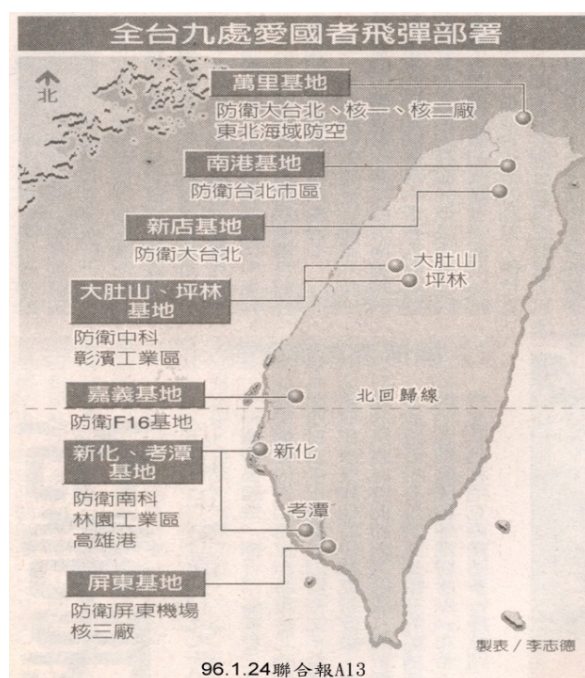 全台九處愛國者飛彈部署
北
萬里基地
防衛大台北、核一、核二廠
東北海域防空
南港基地
防衛台北市區
新店基地
防衛大台北
大肚山
坪林
大肚山、坪林
基地
防衛中科
彰濱工業區
嘉義基地
防衛F16基地
北回歸線
新化、考潭
基地
新化
防衛南科
林園工業區
高雄港
考潭
屏東基地
防衛屏東機場
核三廠
製表／李志德
96.1.24聯合報A13